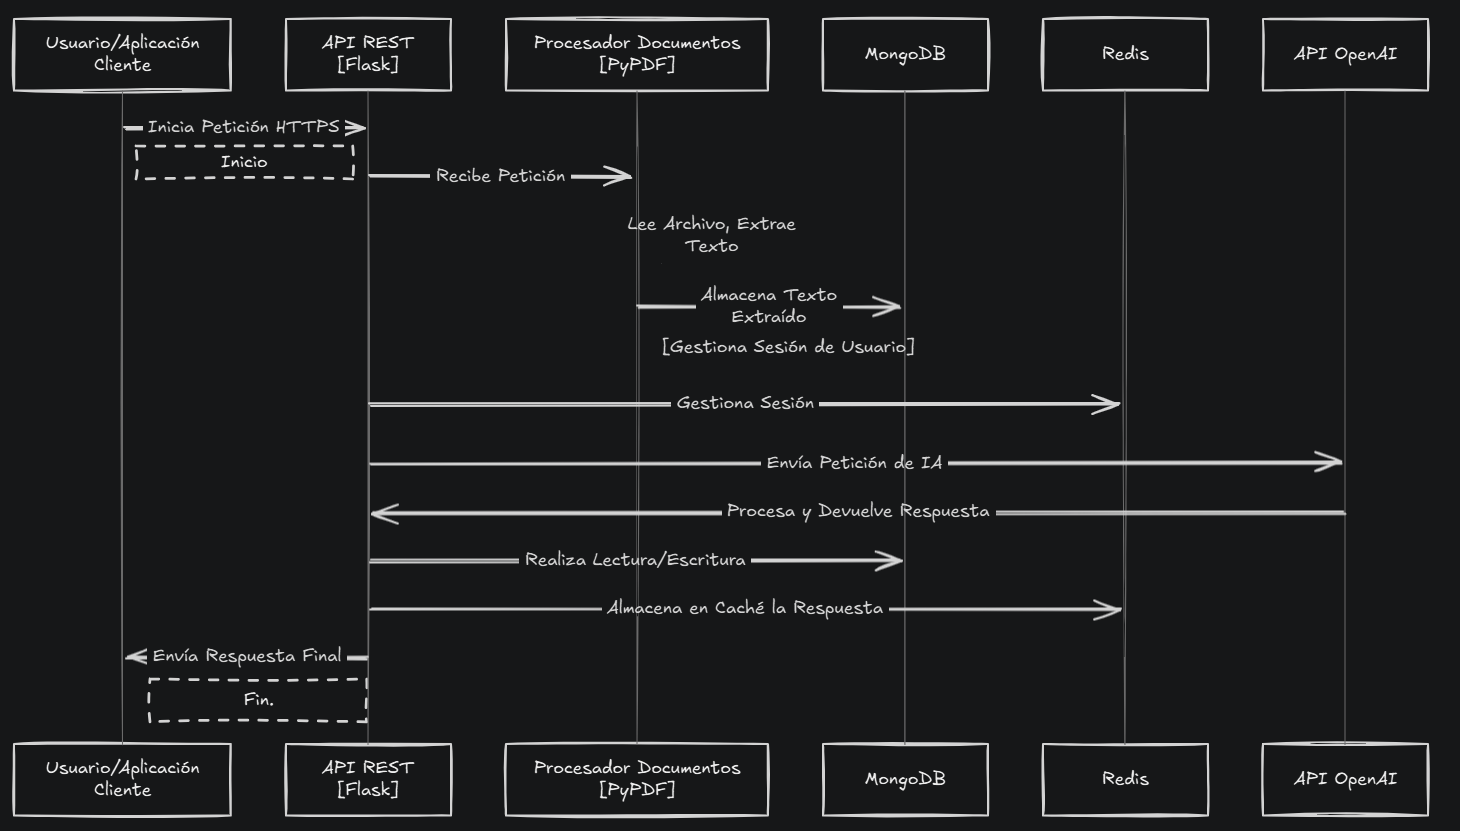 Usuario/Aplicación
Cliente
API REST
[Flask]
Procesador Documentos
[PyPDF]
MongoDB
Redis
API OpenAI
Inicia Petición HTTPS
Inicio
Recibe Petición
Lee Archivo, Extrae
Texto
Almacena Texto
Extraído
[Gestiona Sesión de Usuario]
Gestiona Sesión
Envía Petición de IA
Procesa y Devuelve Respuesta
Realiza Lectura/Escritura
Almacena en Caché la Respuesta
Envía Respuesta Final
Fin.
Usuario/Aplicación
Cliente
API REST
[Flask]
Procesador Documentos
[PyPDF]
MongoDB
Redis
API OpenAI